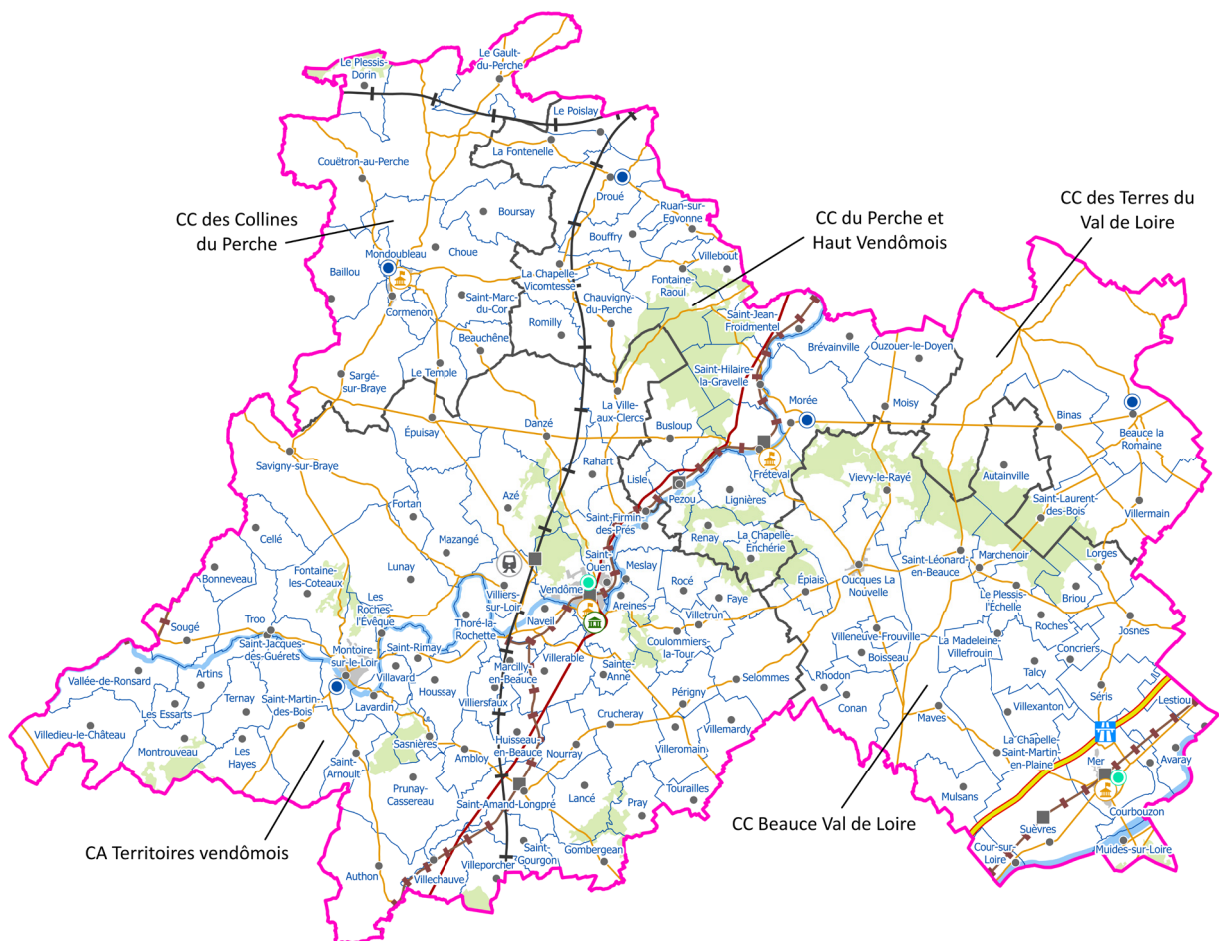 Le Gault-
du-Perche
Le Plessis-
Dorin
Le Poislay
La Fontenelle
Couëtron-au-Perche
Droué
CC des Collines
du Perche
Boursay
Ruan-sur-
Egvonne
CC du Perche et
Haut Vendômois
CC des Terres du
Val de Loire
Bouffry
Choue
Mondoubleau
Villebout
Baillou
La Chapelle-
Vicomtesse
Fontaine-
Raoul
Saint-Marc-
du-Cor
Chauvigny-
du-Perche
Cormenon
Romilly
Saint-Jean-
Froidmentel
Beauchêne
Brévainville
Ouzouer-le-Doyen
Le Temple
Sargé-
sur-Braye
Saint-Hilaire-
la-Gravelle
Morée
Moisy
La Ville-
aux-Clercs
Binas
Épuisay
Danzé
Busloup
Beauce la
Romaine
Savigny-sur-Braye
Rahart
Lisle
Fréteval
Vievy-le-Rayé
Autainville
Azé
Pezou
Lignières
Saint-Laurent-
des-Bois
Fortan
Villermain
Saint-Firmin-
des-Prés
Cellé
Mazangé
Renay
La Chapelle-
Enchérie
Saint-
Ouen
Saint-Léonard-
en-Beauce
Marchenoir
Lorges
Bonneveau
Fontaine-
les-Coteaux
Lunay
Meslay
Rocé
Épiais
Oucques La
Nouvelle
Villiers-
sur-Loir
Vendôme
Faye
Le Plessis-
l'Échelle
Briou
Les
Roches-
l'Évêque
Areines
Villetrun
Sougé
Troo
Thoré-la-
Rochette
Naveil
Roches
Josnes
Saint-Jacques-
des-Guérets
Coulommiers-
la-Tour
Villeneuve-Frouville
La Madeleine-
Villefrouin
Montoire-
sur-le-Loir
Saint-Rimay
Boisseau
Concriers
Villerable
Marcilly-
en-Beauce
Sainte-
Anne
Talcy
Vallée-de-Ronsard
Artins
Villavard
Houssay
Selommes
Rhodon
Séris
Ternay
Saint-Martin-
des-Bois
Lavardin
Villiersfaux
Périgny
Conan
Villexanton
Lestiou
Les Essarts
Crucheray
Maves
Villedieu-le-Château
Villemardy
Sasnières
Huisseau-
en-Beauce
La Chapelle-
Saint-Martin-
en-Plaine
Montrouveau
Les
Hayes
Nourray
Villeromain
Mer
Avaray
Saint-
Arnoult
Ambloy
Prunay-
Cassereau
Lancé
Tourailles
Mulsans
Saint-Amand-Longpré
Pray
Courbouzon
CC Beauce Val de Loire
Suèvres
CA Territoires vendômois
Saint-
Gourgon
Gombergean
Cour-sur-
Loire
Muides-sur-Loire
Villeporcher
Authon
Villechauve